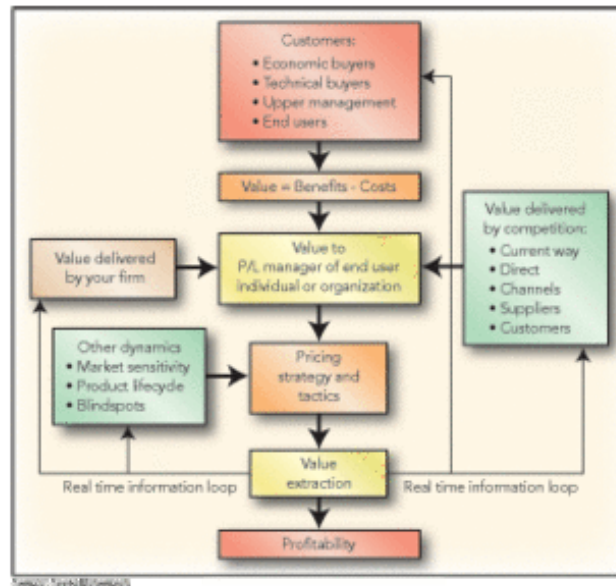 Customers:
• Economic buyers
• Technical buyers
• Upper management
• End users
Value = Benefits - Costs
Value delivered
by your firm
Value to
P/L manager of end user
individual or organization
Value delivered
by competition:
• Current way
• Direct
• Channels
• Suppliers
• Customers
Other dynamics
• Market sensitivity
• Product lifecycle
• Blindspots
Pricing
strategy and
tactics
Real time information loop
Value
extraction
Real time information loop
Profitability